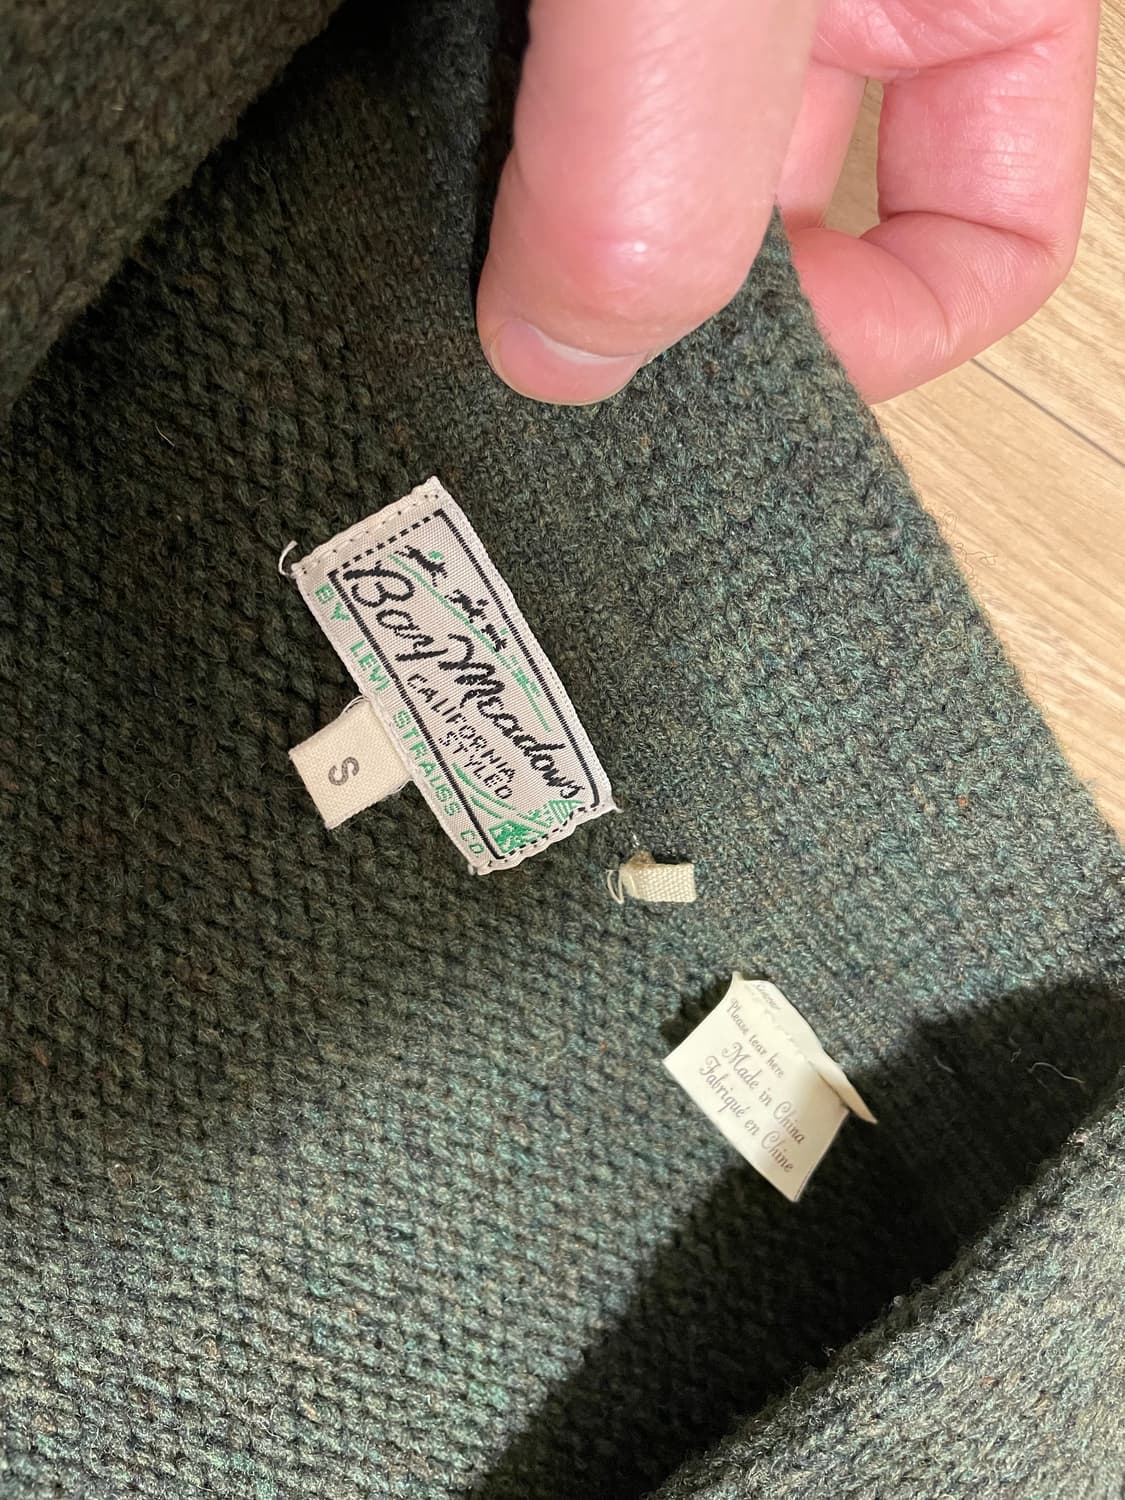 Bay Meadows
CALIFORNIA
STYLED
BY LEVI STRAUSS CO.
S
Please tear here
Made in China
Fabriqué en Chine